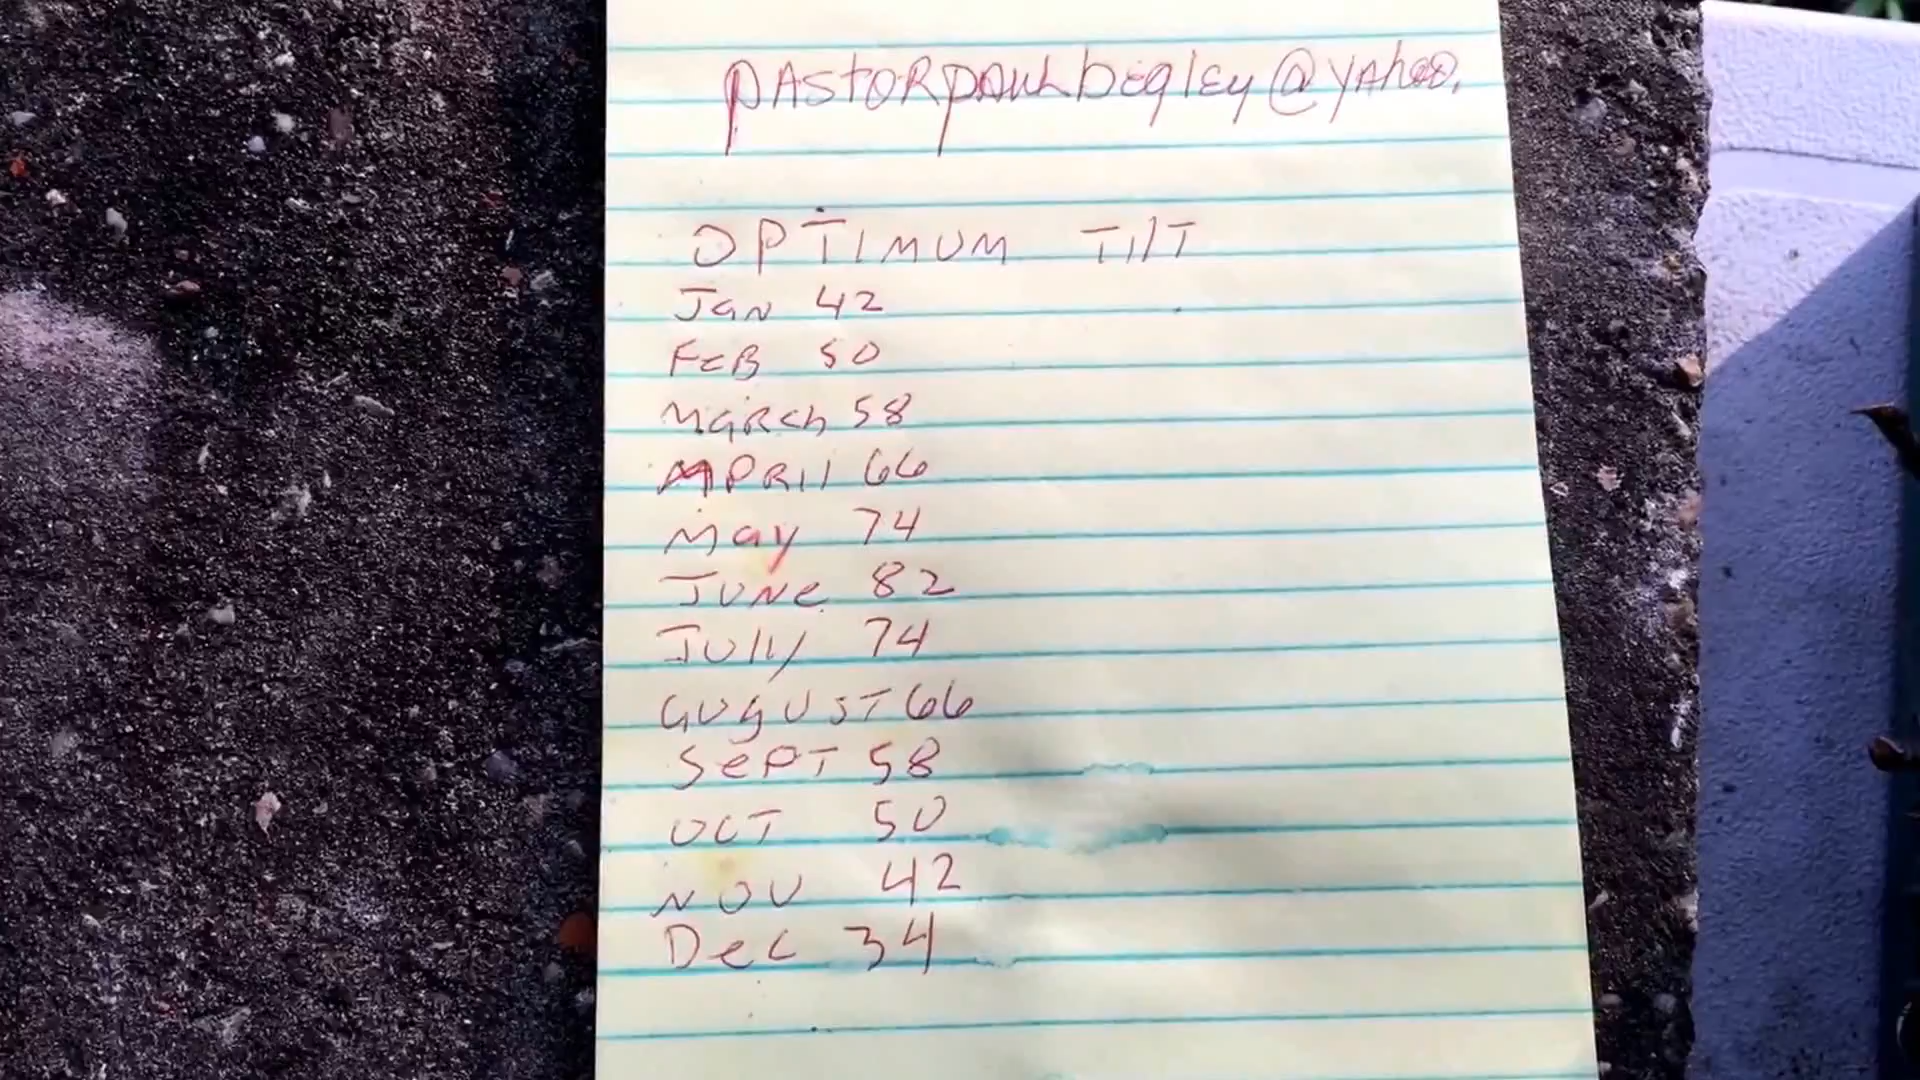 pAstoRpaulbegley@yahoo.
OPTIMUM TILT
Jan 42
FEB 50
MaRch 58
APRIl 66
May 74
JUNe 82
JUlly 74
aUgUST 66
SePT 58
OCT 50
NOV 42
Dec 34